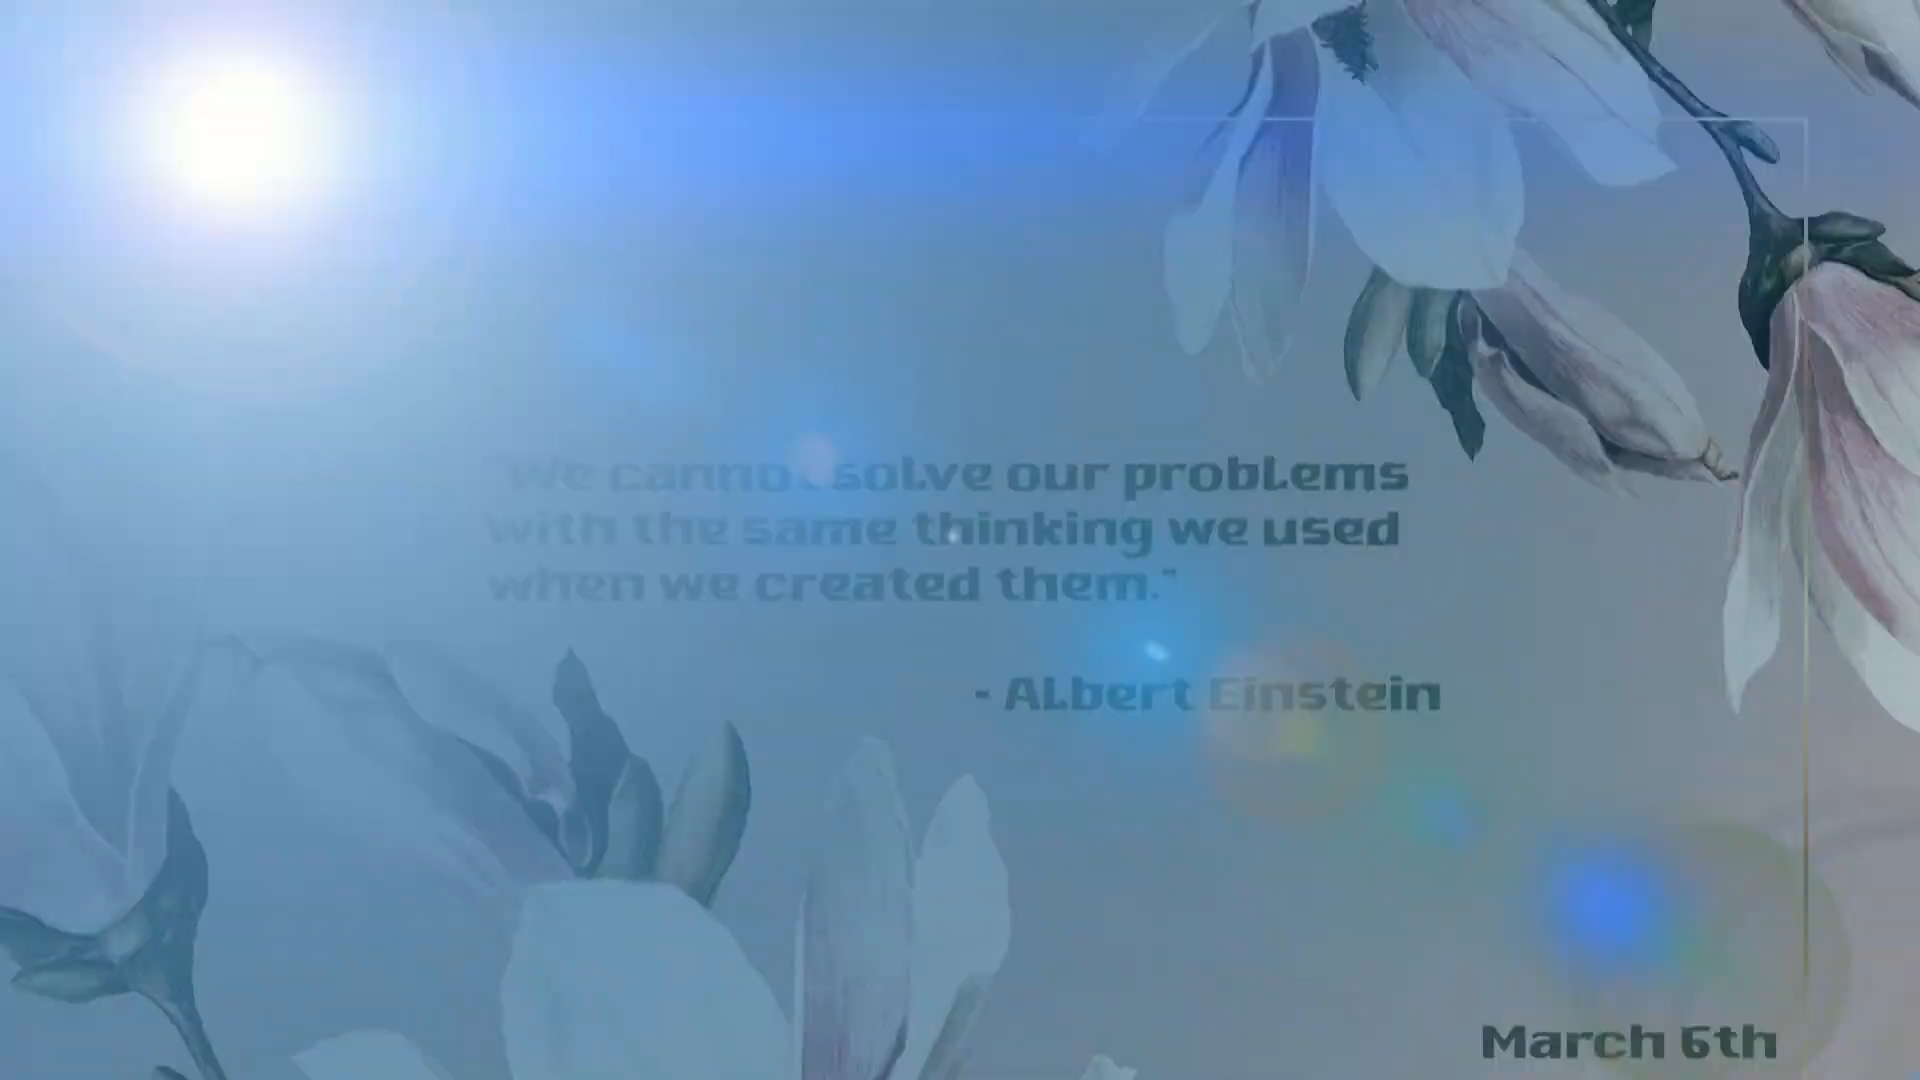 "We cannot solve our problems
with the same thinking we used
when we created them."
- Albert Einstein
March 6th